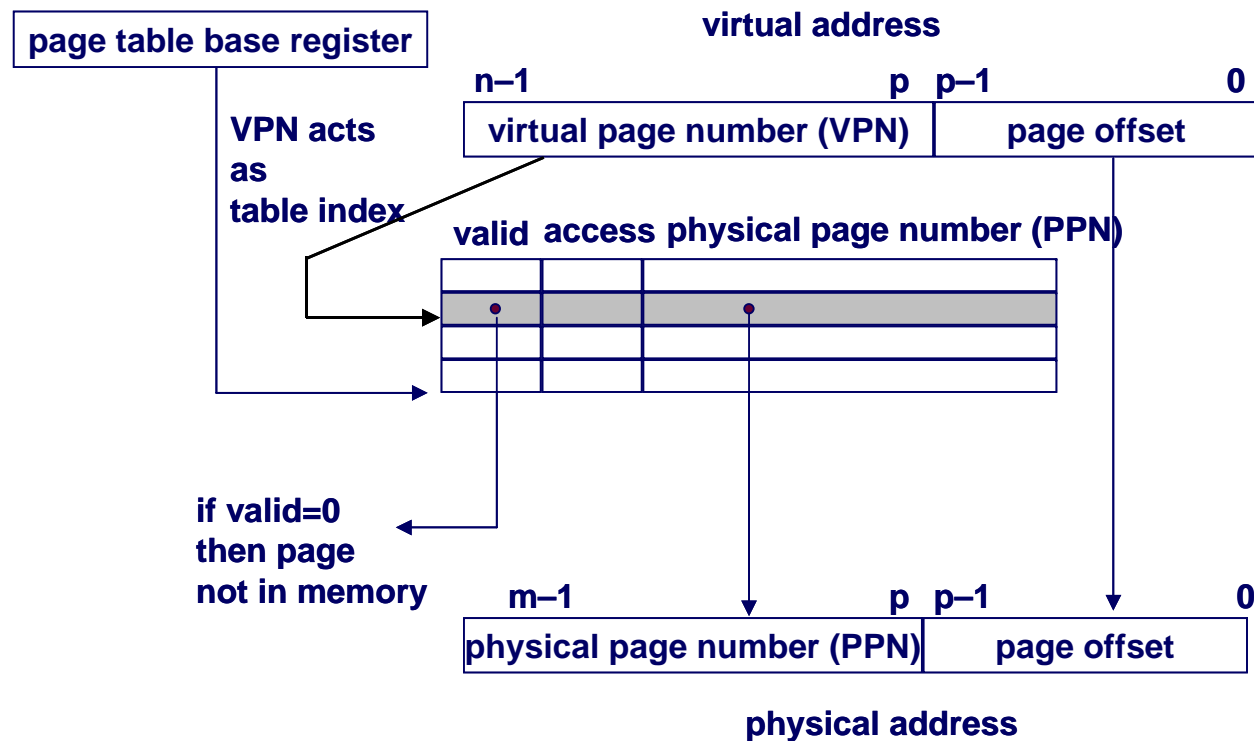 page table base register
virtual address
n–1 p p–1 0
virtual page number (VPN) page offset
VPN acts
as
table index
valid access physical page number (PPN)
if valid=0
then page
not in memory
m–1 p p–1 0
physical page number (PPN) page offset
physical address